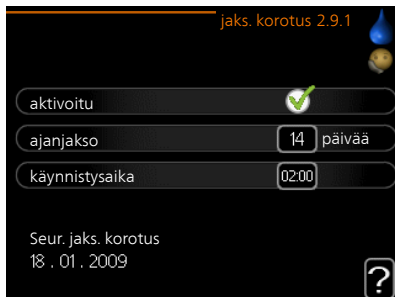 jaks. korotus 2.9.1
aktivoitu
ajanjakso 14 päivää
käynnistysaika 02:00
Seur. jaks. korotus
18 . 01 . 2009
?